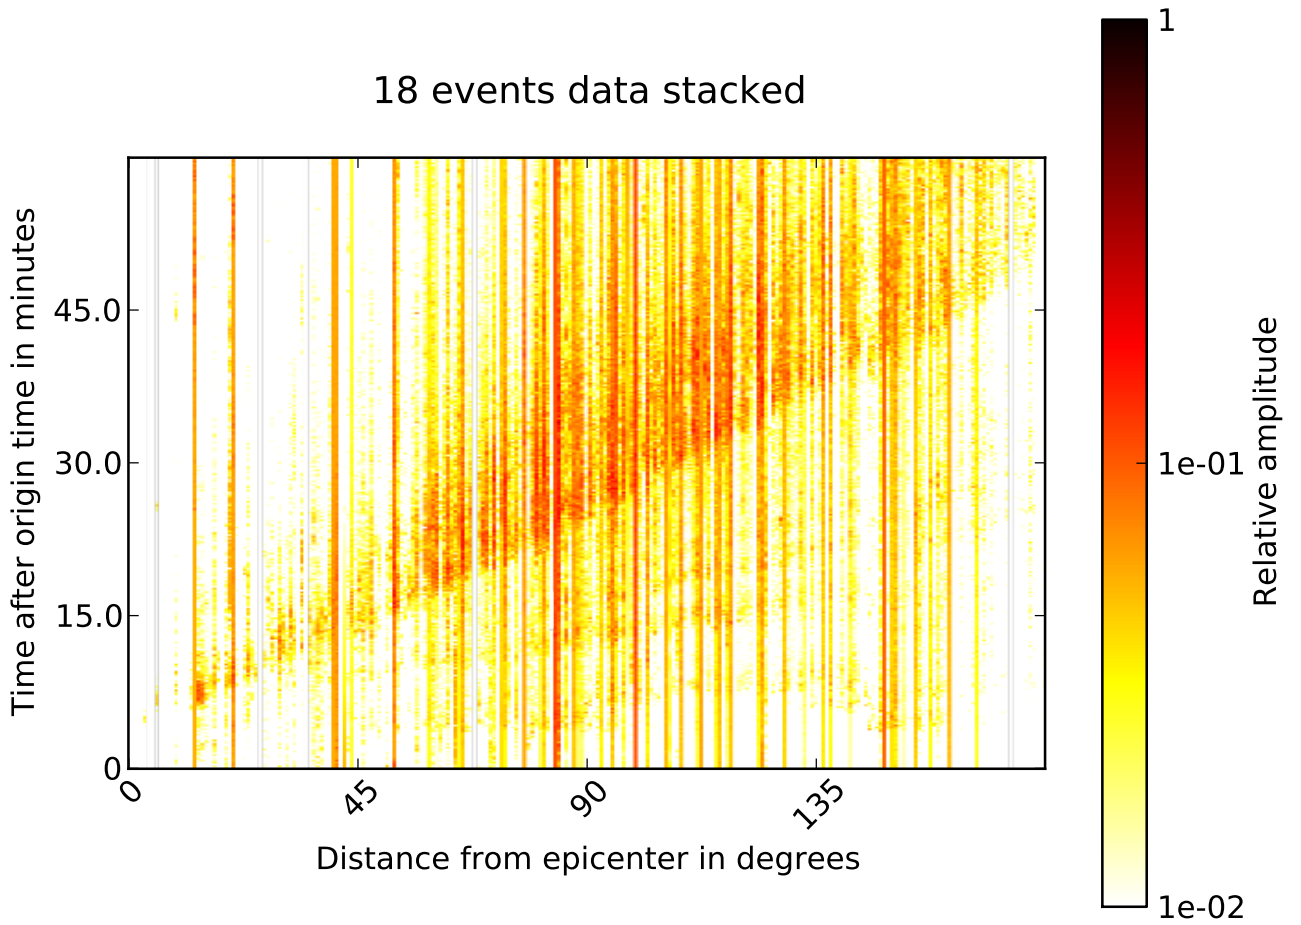 18 events data stacked
Time after origin time in minutes
45.0
30.0
15.0
0
0
45
90
135
Distance from epicenter in degrees
1
1e-01
1e-02
Relative amplitude